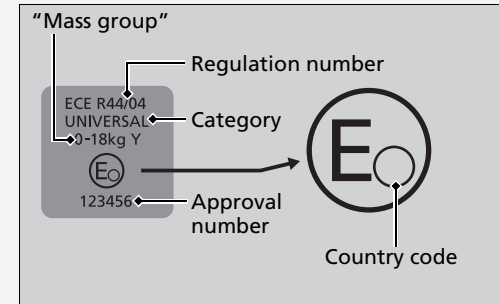 “Mass group”
Regulation number
ECE R44/04
UNIVERSAL
Category
0-18kg Y
E
E
123456
Approval
number
Country code